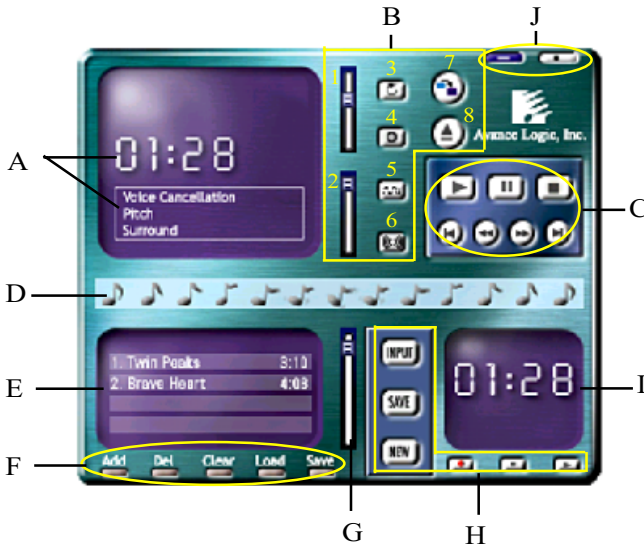 B
J
1
3
7
4
8
Avance Logic, Inc.
A
01:28
Voice Cancellation
Pitch
Surround
2
5
6
C
D
1. Twin Peaks 3:10
2. Brave Heart 4:08
E
INPUT
SAVE
NEW
01:28
I
F
Add Del Clear Load Save
G
H